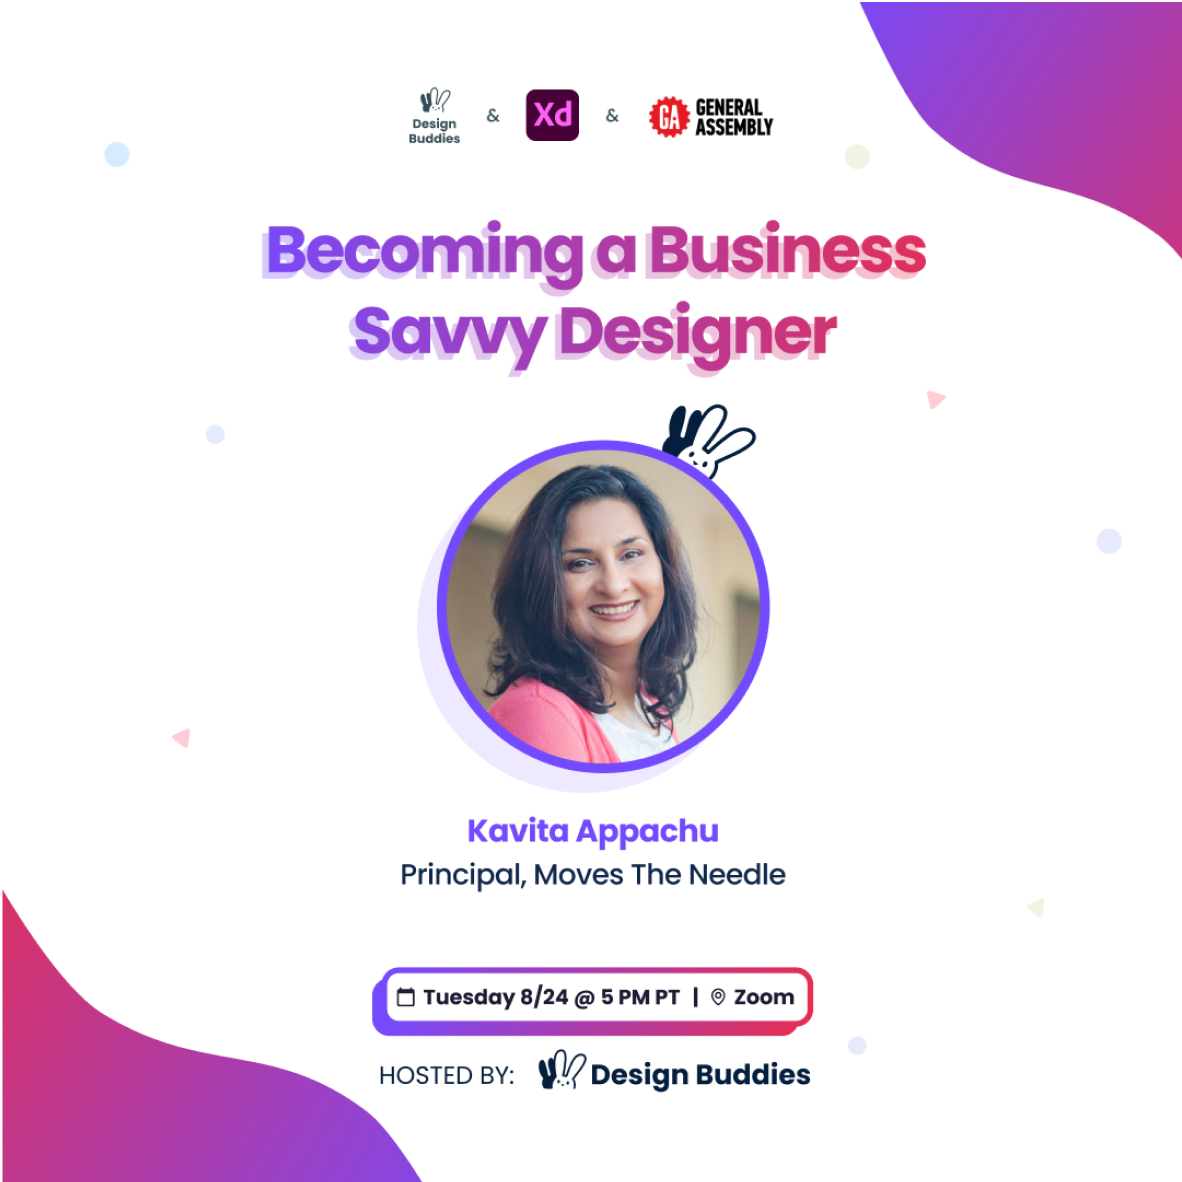 Design
Buddies
&
Xd
&
GA
GENERAL
ASSEMBLY
Becoming a Business
Savvy Designer
Kavita Appachu
Principal, Moves The Needle
Tuesday 8/24 @ 5 PM PT | Zoom
HOSTED BY: Design Buddies